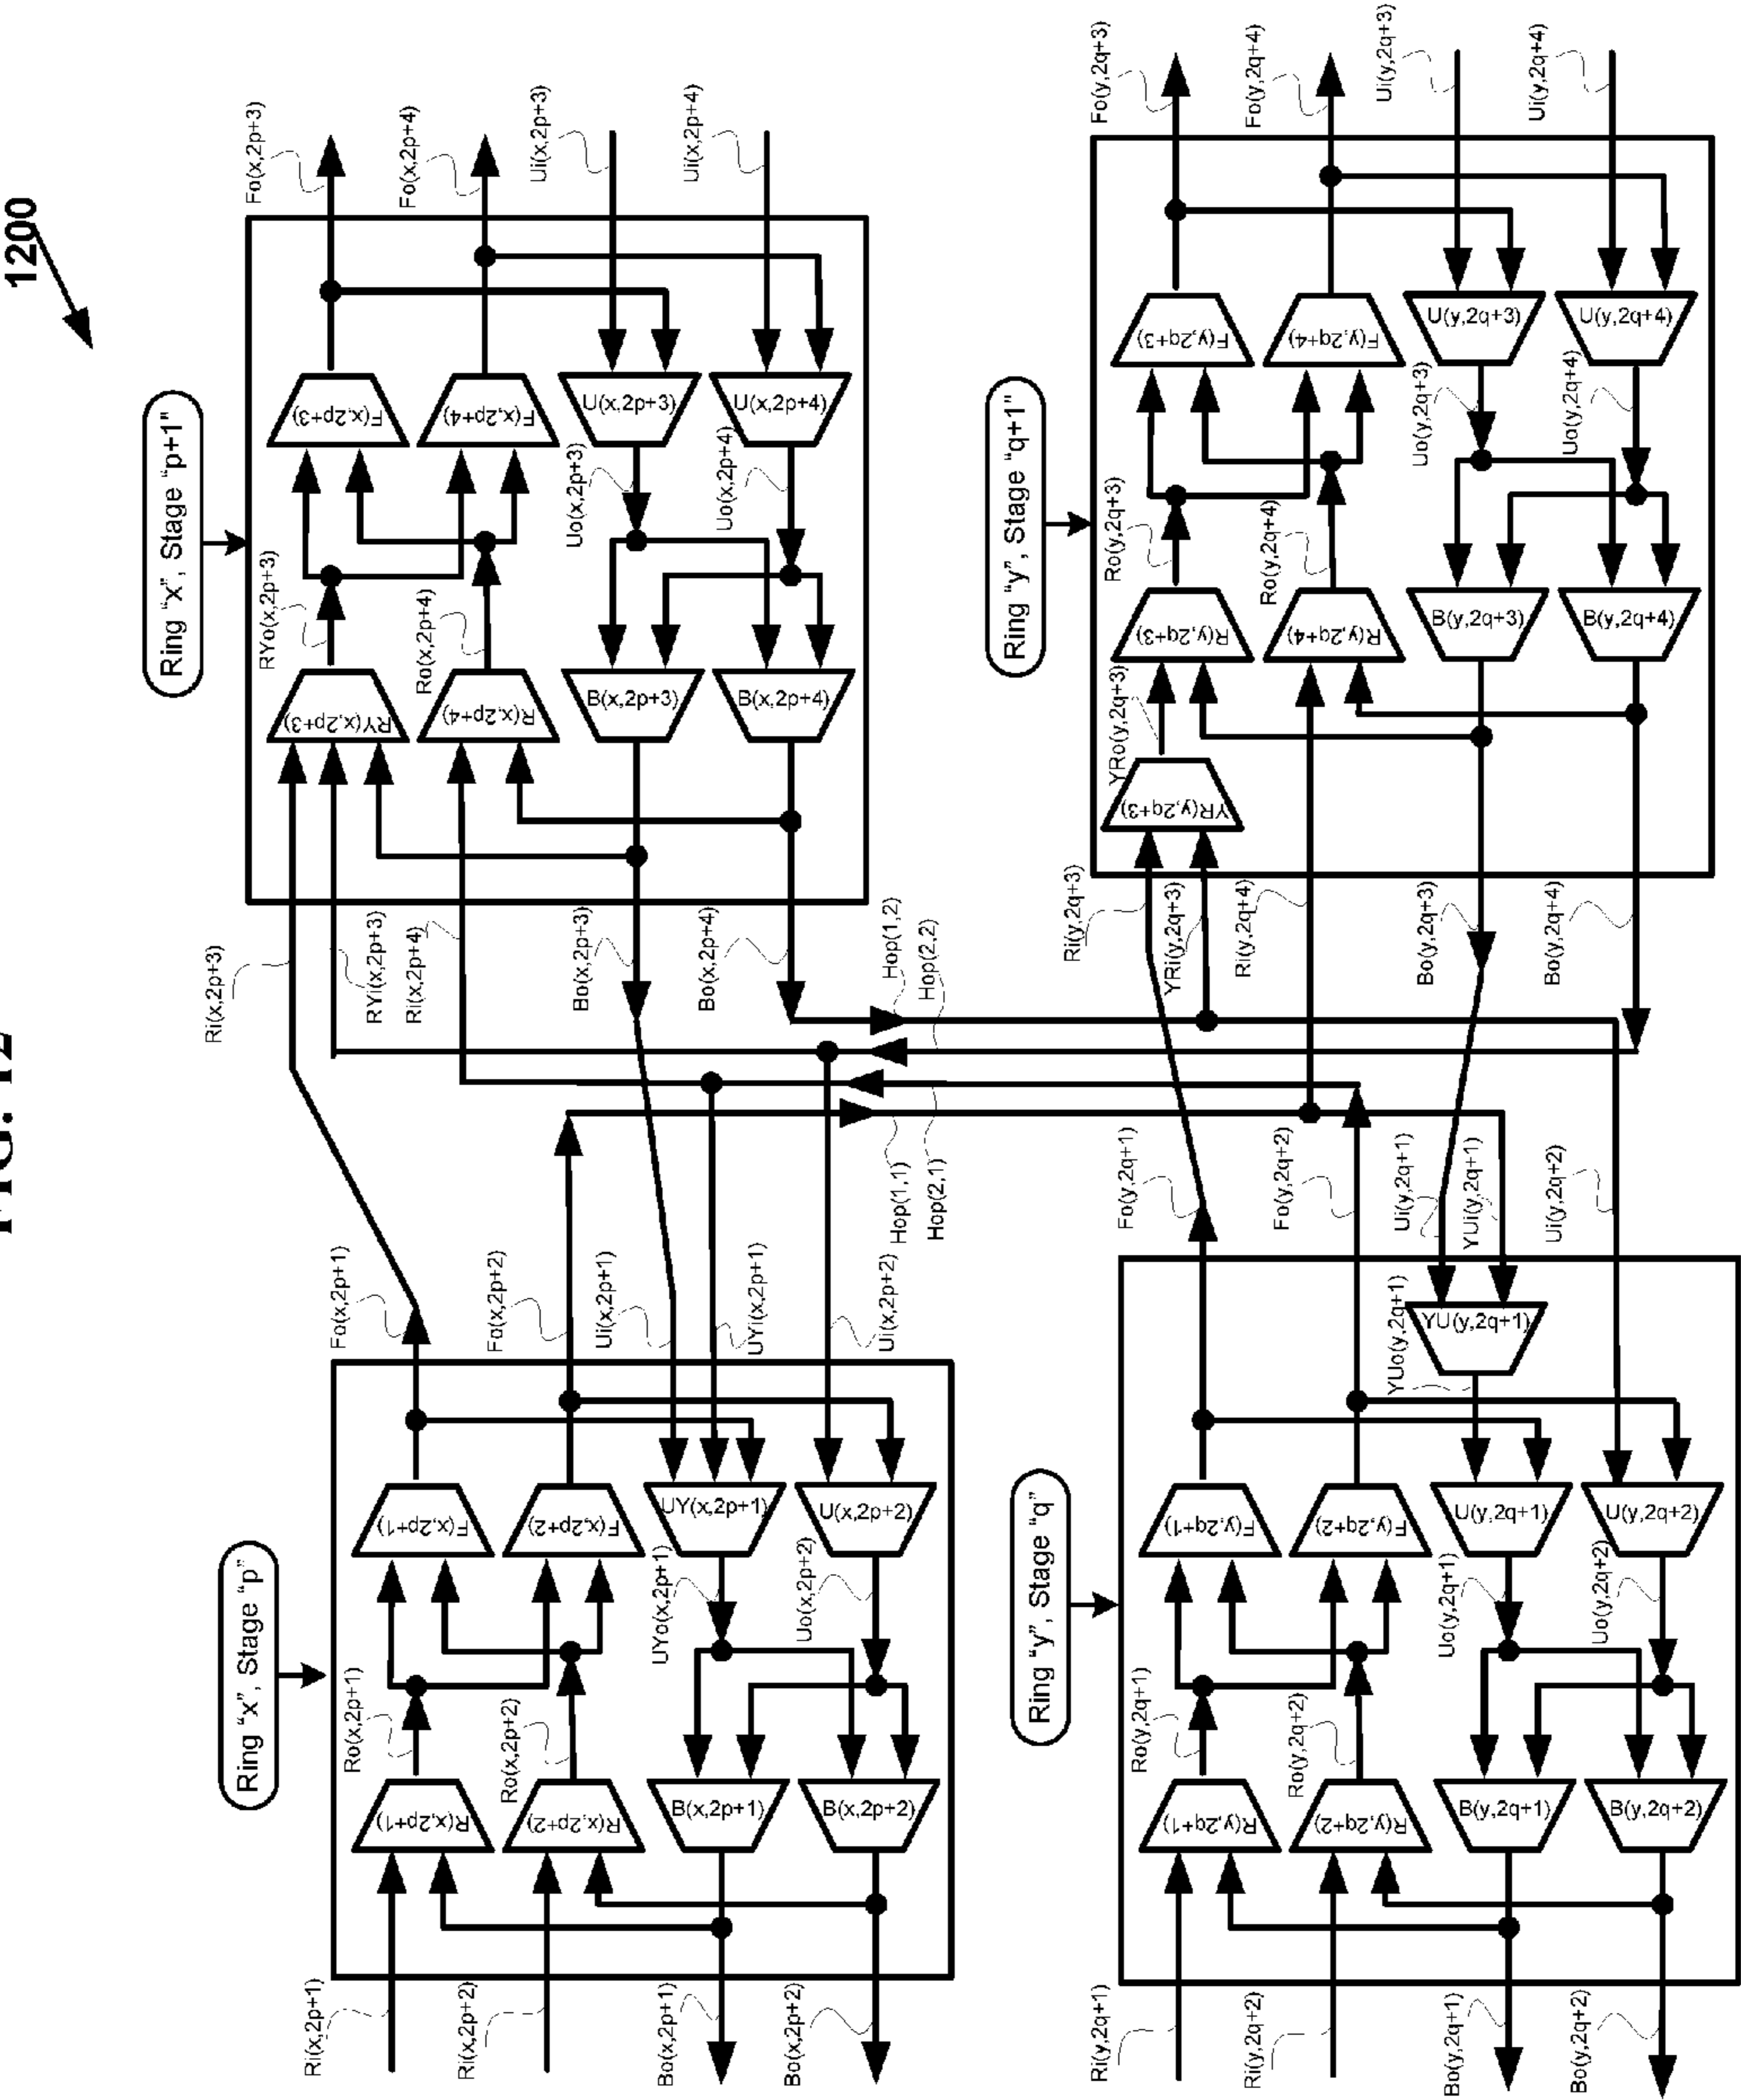 1200
FIG. 12
Ring "x", Stage "p+1"
Fo(x,2p+3)
Fo(x,2p+4)
Ui(x,2p+3)
Ui(x,2p+4)
F(x,2p+3)
F(x,2p+4)
U(x,2p+3)
U(x,2p+4)
RYo(x,2p+3)
Ro(x,2p+4)
Uo(x,2p+3)
Uo(x,2p+4)
RY(x,2p+3)
R(x,2p+4)
B(x,2p+3)
B(x,2p+4)
Ri(x,2p+3)
RYi(x,2p+3)
Ri(x,2p+4)
Bo(x,2p+3)
Bo(x,2p+4)
Hop(1,2)
Hop(2,2)
Ring "y", Stage "q+1"
Fo(y,2q+3)
Fo(y,2q+4)
Ui(y,2q+3)
Ui(y,2q+4)
F(y,2q+3)
F(y,2q+4)
U(y,2q+3)
U(y,2q+4)
Ro(y,2q+3)
Ro(y,2q+4)
Uo(y,2q+3)
Uo(y,2q+4)
R(y,2q+3)
R(y,2q+4)
B(y,2q+3)
B(y,2q+4)
YRo(y,2q+3)
YR(y,2q+3)
Ri(y,2q+3)
YRi(y,2q+3)
Ri(y,2q+4)
Bo(y,2q+3)
Bo(y,2q+4)
Ring "x", Stage "p"
Fo(x,2p+1)
Fo(x,2p+2)
Ui(x,2p+1)
UYi(x,2p+1)
Ui(x,2p+2)
Hop(1,1)
Hop(2,1)
F(x,2p+1)
F(x,2p+2)
UY(x,2p+1)
U(x,2p+2)
Ro(x,2p+1)
Ro(x,2p+2)
UYo(x,2p+1)
Uo(x,2p+2)
R(x,2p+1)
R(x,2p+2)
B(x,2p+1)
B(x,2p+2)
Ri(x,2p+1)
Ri(x,2p+2)
Bo(x,2p+1)
Bo(x,2p+2)
Ring "y", Stage "q"
Fo(y,2q+1)
Fo(y,2q+2)
Ui(y,2q+1)
YUi(y,2q+1)
Ui(y,2q+2)
YU(y,2q+1)
YUo(y,2q+1)
F(y,2q+1)
F(y,2q+2)
U(y,2q+1)
U(y,2q+2)
Ro(y,2q+1)
Ro(y,2q+2)
Uo(y,2q+1)
Uo(y,2q+2)
R(y,2q+1)
R(y,2q+2)
B(y,2q+1)
B(y,2q+2)
Ri(y,2q+1)
Ri(y,2q+2)
Bo(y,2q+1)
Bo(y,2q+2)